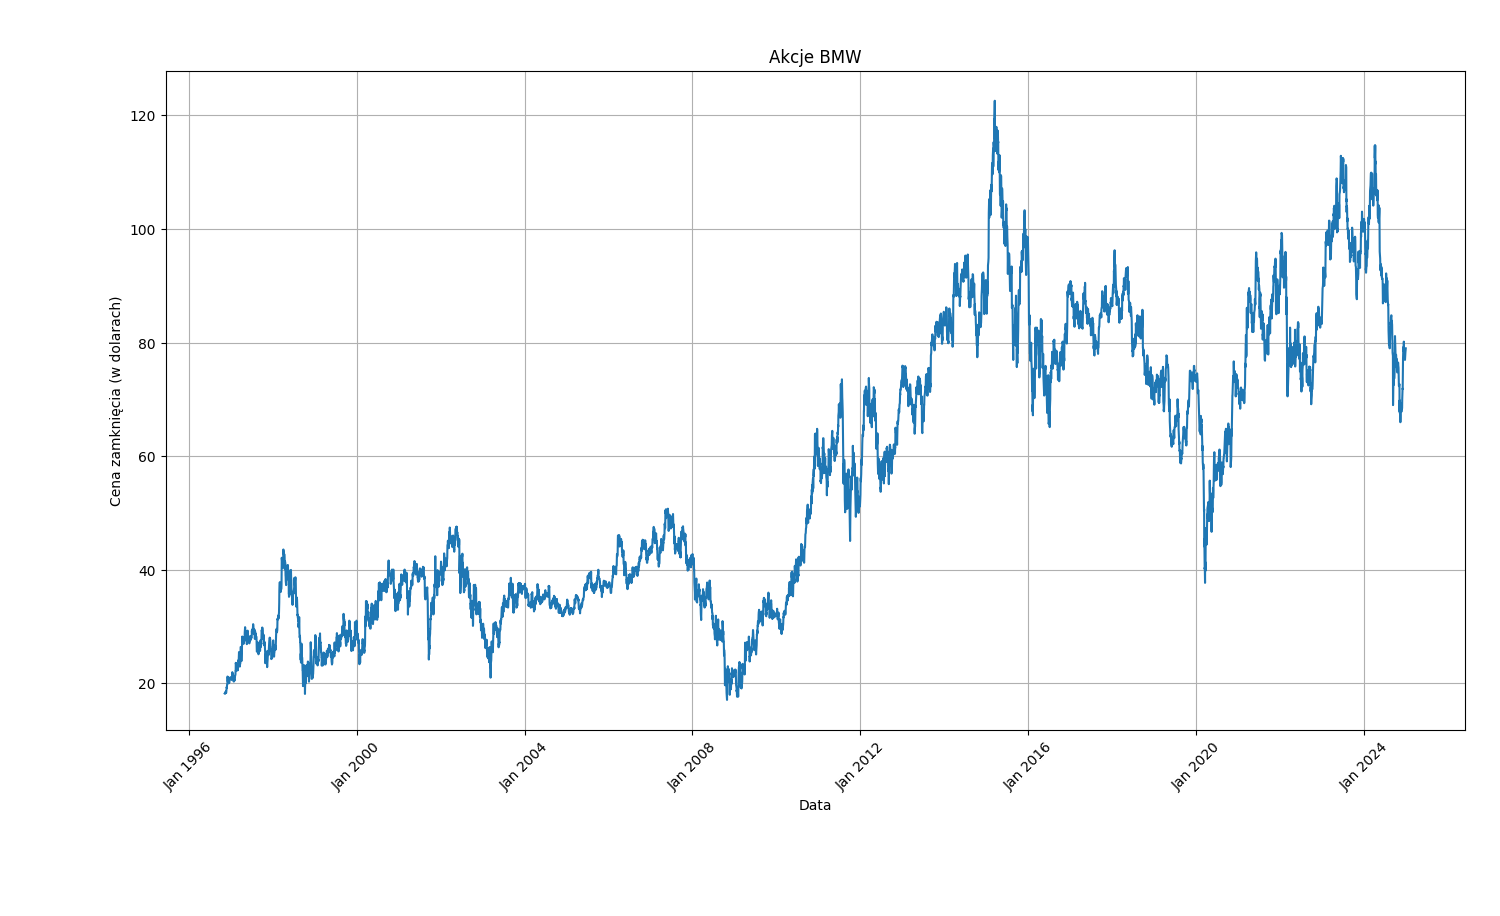 Akcje BMW
Cena zamknięcia (w dolarach)
120
100
80
60
40
20
Jan 1996
Jan 2000
Jan 2004
Jan 2008
Jan 2012
Jan 2016
Jan 2020
Jan 2024
Data